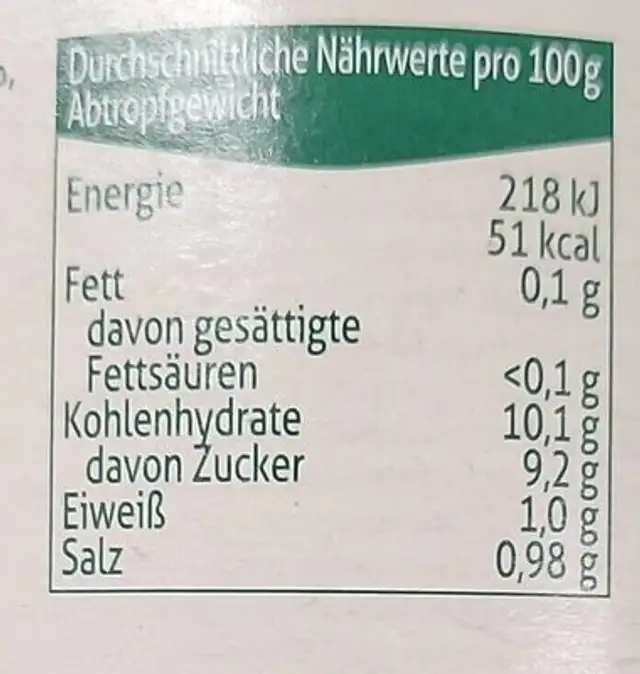 Durchschnittliche Nährwerte pro 100g
Abtropfgewicht
Energie 218 kJ
51 kcal
Fett 0,1 g
davon gesättigte
Fettsäuren <0,1 g
Kohlenhydrate 10,1 g
davon Zucker 9,2 g
Eiweiß 1,0 g
Salz 0,98 g